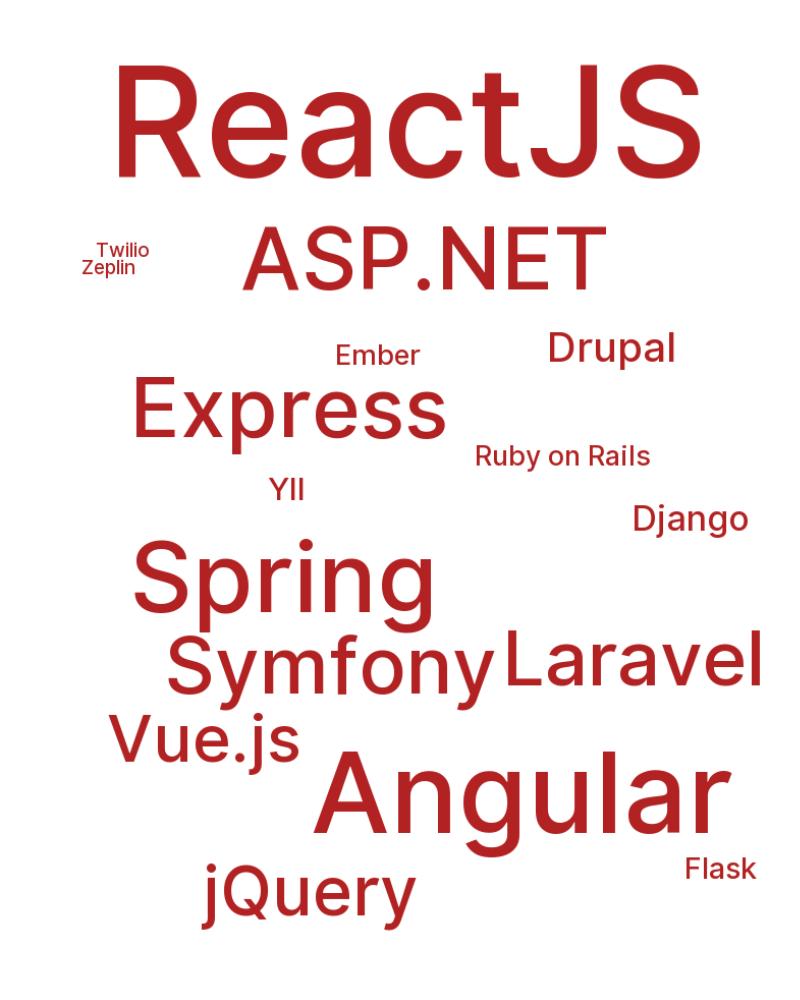 ReactJS
ASP.NET
Twilio
Zeplin
Drupal
Ember
Express
Ruby on Rails
YII
Django
Spring
Laravel
Symfony
Vue.js
Angular
Flask
jQuery